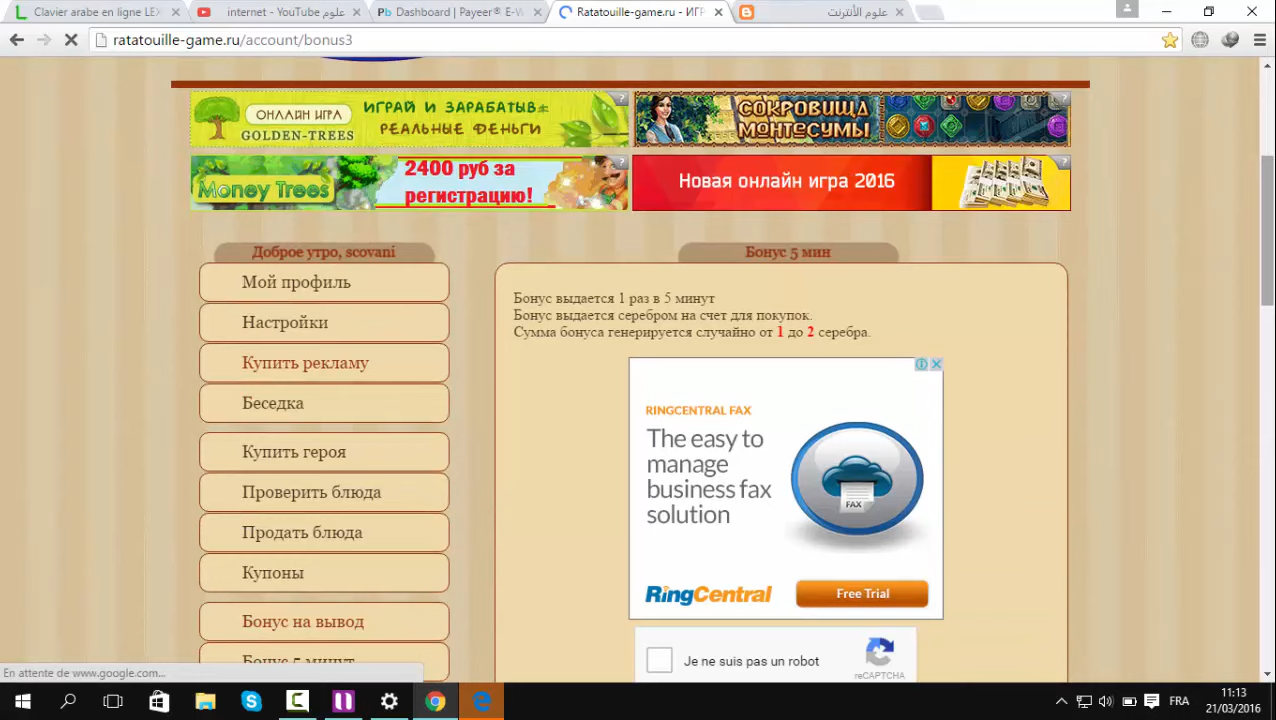 Clavier arabe en ligne LEX
internet - YouTube علوم
Dashboard | Payeer® E-W
Ratatouille-game.ru - ИГР
علوم الأنترنت
ratatouille-game.ru/account/bonus3
ОНЛАЙН ИГРА
GOLDEN-TREES
ИГРАЙ И ЗАРАБАТЫВ
РЕАЛЬНЫЕ ДЕНЬГИ
СОКРОВИЩА
МОНТЕСУМЫ
Money Trees
2400 руб за
регистрацию!
Новая онлайн игра 2016
Доброе утро, scovani
Мой профиль
Настройки
Купить рекламу
Беседка
Купить героя
Проверить блюда
Продать блюда
Купоны
Бонус на вывод
Бонус 5 минут
Бонус 5 мин
Бонус выдается 1 раз в 5 минут
Бонус выдается серебром на счет для покупок.
Сумма бонуса генерируется случайно от 1 до 2 серебра.
RINGCENTRAL FAX
The easy to
manage
business fax
solution
FAX
RingCentral
Free Trial
Je ne suis pas un robot
reCAPTCHA
En attente de www.google.com...
FRA
11:13
21/03/2016